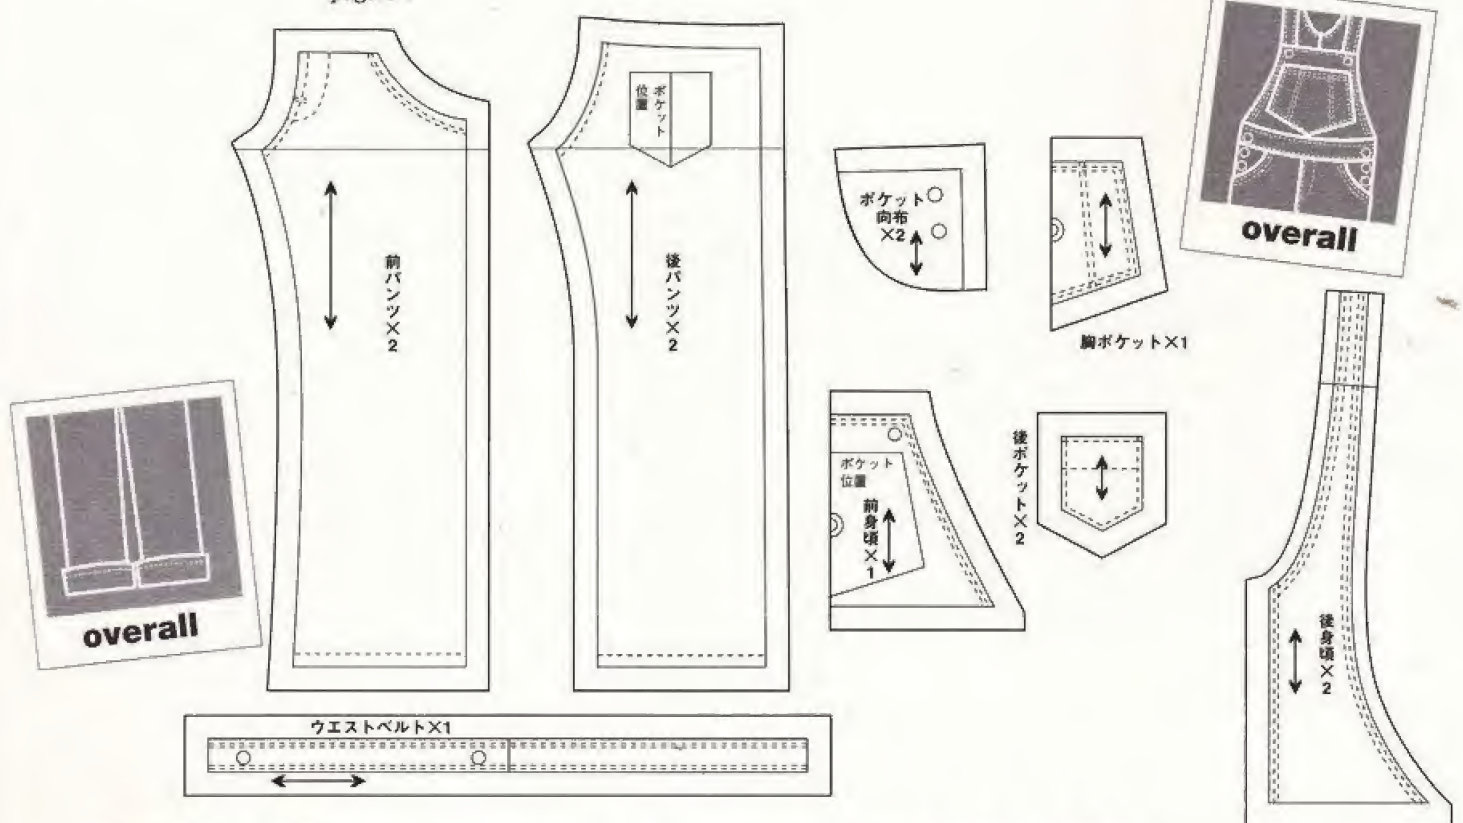 overall
ポケット
位置
前パンツ×2
後パンツ×2
ポケット
向布
×2
胸ポケット×1
overall
ポケット
位置
前身頃×1
後ポケット×2
後身頃×2
ウエストベルト×1